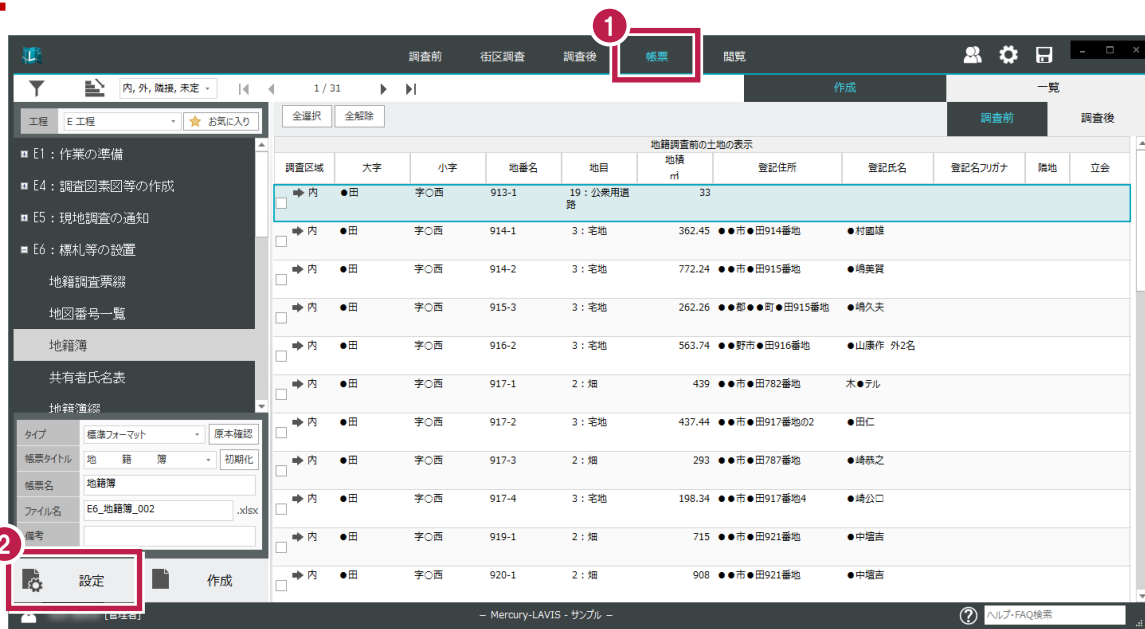 1
調査前 街区調査 調査後 帳票 閲覧
内, 外, 隣接, 未定 1 / 31 作成 一覧
工程 E 工程 お気に入り 全選択 全解除 調査前 調査後
E1：作業の準備
E4：調査図素図等の作成
E5：現地調査の通知
E6：標札等の設置
地籍調査票綴
地図番号一覧
地籍簿
共有者氏名表
地籍簿綴
タイプ 標準フォーマット 原本確認
帳票タイトル 地 籍 簿 初期化
帳票名 地籍簿
ファイル名 E6_地籍簿_002 .xlsx
備考
2
設定 作成
地籍調査前の土地の表示
調査区域 大字 小字 地番名 地目 地積 ㎡ 登記住所 登記氏名 登記名フリガナ 隣地 立会
内 ●田 字○西 913-1 19：公衆用道路 33
内 ●田 字○西 914-1 3：宅地 362.45 ●●市●田914番地 ●村國雄
内 ●田 字○西 914-2 3：宅地 772.24 ●●市●田915番地 ●嶋美賀
内 ●田 字○西 915-3 3：宅地 262.26 ●●郡●●町●田915番地 ●嶋久夫
内 ●田 字○西 916-2 3：宅地 563.74 ●●野市●田916番地 ●山康作 外2名
内 ●田 字○西 917-1 2：畑 439 ●●市●田782番地 木●テル
内 ●田 字○西 917-2 3：宅地 437.44 ●●市●田917番地の2 ●田仁
内 ●田 字○西 917-3 2：畑 293 ●●市●田787番地 ●崎恭之
内 ●田 字○西 917-4 3：宅地 198.34 ●●市●田917番地4 ●崎公□
内 ●田 字○西 919-1 2：畑 715 ●●市●田921番地 ●中壇吉
内 ●田 字○西 920-1 2：畑 908 ●●市●田921番地 ●中壇吉
[管理者] － Mercury-LAVIS - サンプル － ヘルプ・FAQ検索